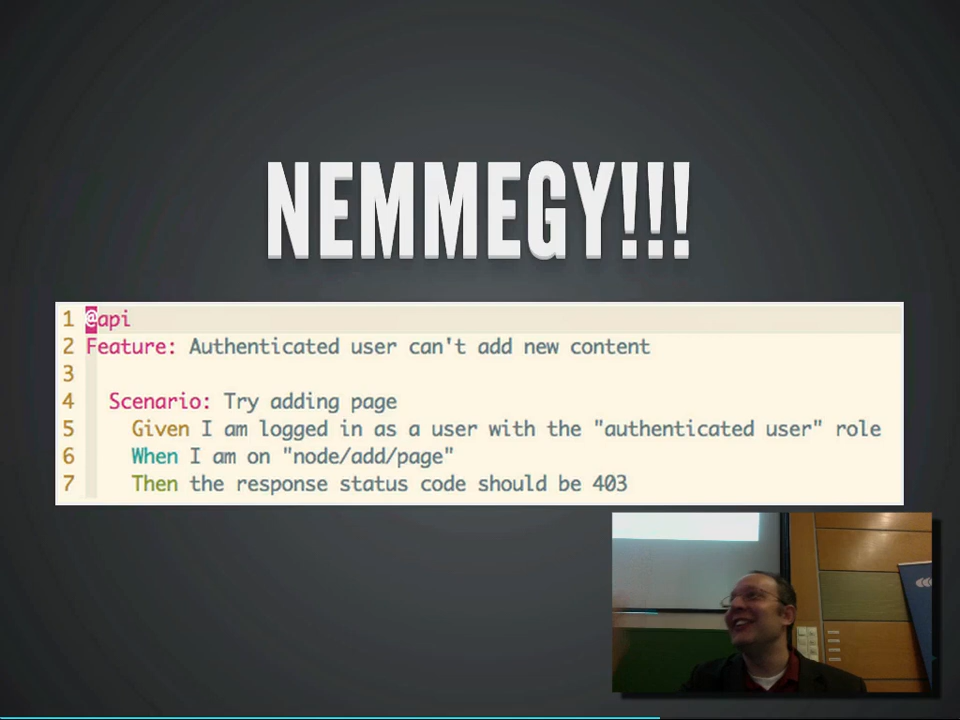 NEMMEGY!!!
1 @api
2 Feature: Authenticated user can't add new content
3
4 Scenario: Try adding page
5 Given I am logged in as a user with the "authenticated user" role
6 When I am on "node/add/page"
7 Then the response status code should be 403